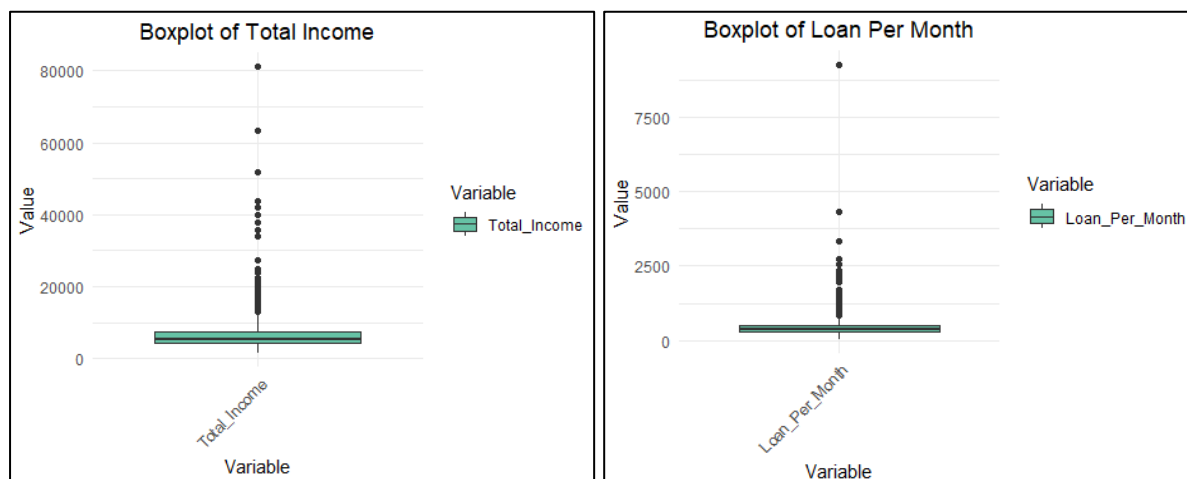 Boxplot of Total Income
80000
60000
40000
20000
0
Value
Total_Income
Variable
Variable
Total_Income
Boxplot of Loan Per Month
7500
5000
2500
0
Value
Loan_Per_Month
Variable
Variable
Loan_Per_Month